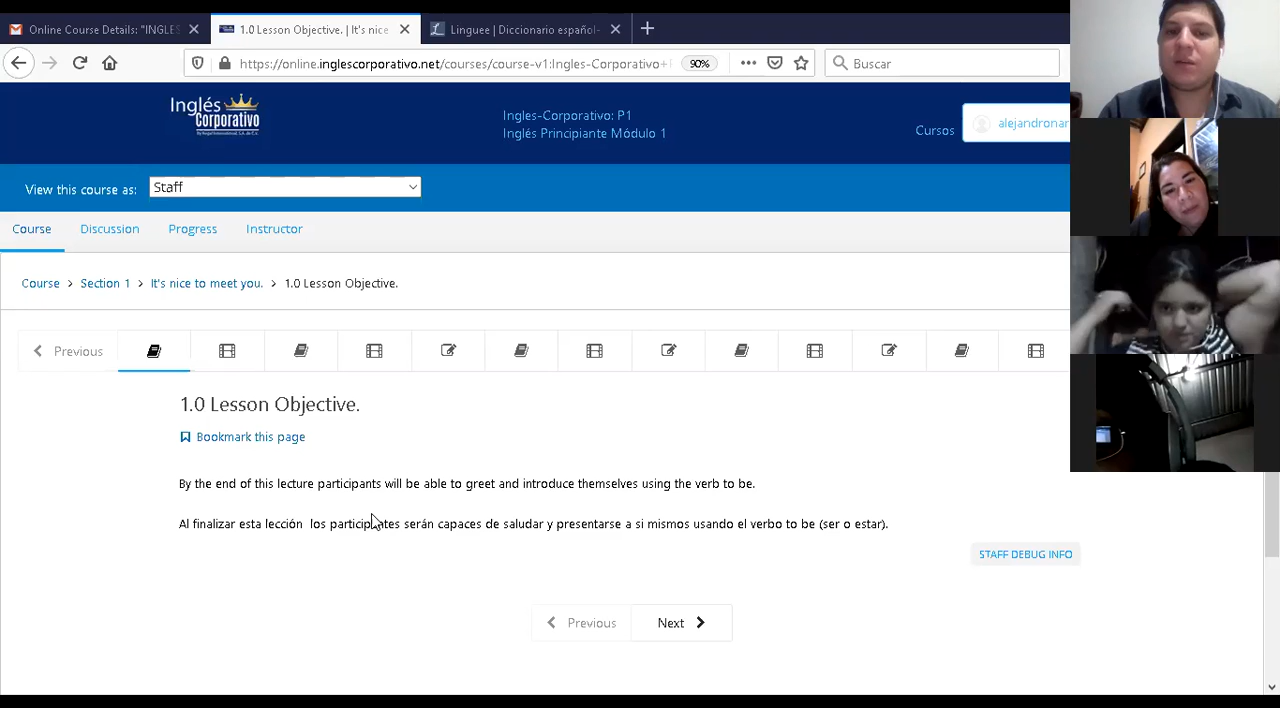 Online Course Details: "INGLES
1.0 Lesson Objective. | It's nice
Linguee | Diccionario español-
https://online.inglescorporativo.net/courses/course-v1:Ingles-Corporativo+
90%
Buscar
Inglés
Corporativo
Ingles-Corporativo: P1
Inglés Principiante Módulo 1
Cursos
alejandronar
View this course as:
Staff
Course
Discussion
Progress
Instructor
Course > Section 1 > It's nice to meet you. > 1.0 Lesson Objective.
Previous
1.0 Lesson Objective.
Bookmark this page
By the end of this lecture participants will be able to greet and introduce themselves using the verb to be.
Al finalizar esta lección los participantes serán capaces de saludar y presentarse a si mismos usando el verbo to be (ser o estar).
STAFF DEBUG INFO
Previous
Next